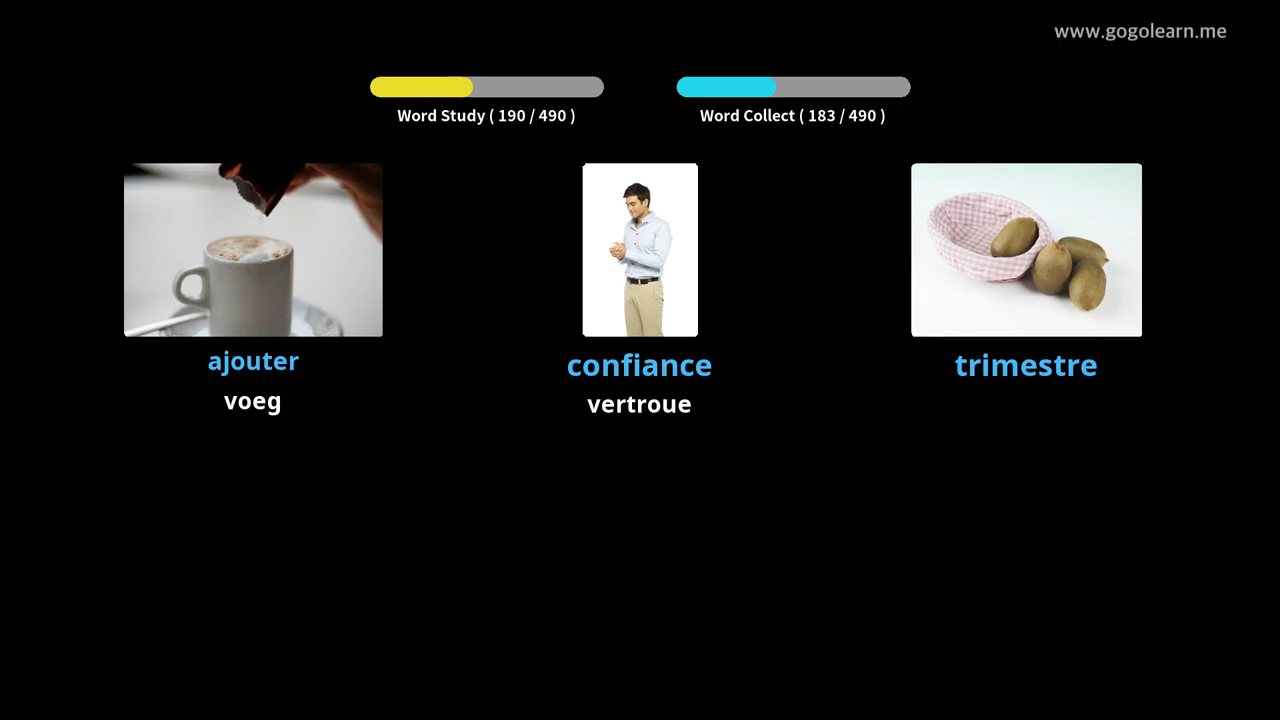 www.gogolearn.me
Word Study ( 190 / 490 )
Word Collect ( 183 / 490 )
ajouter
voeg
confiance
vertroue
trimestre